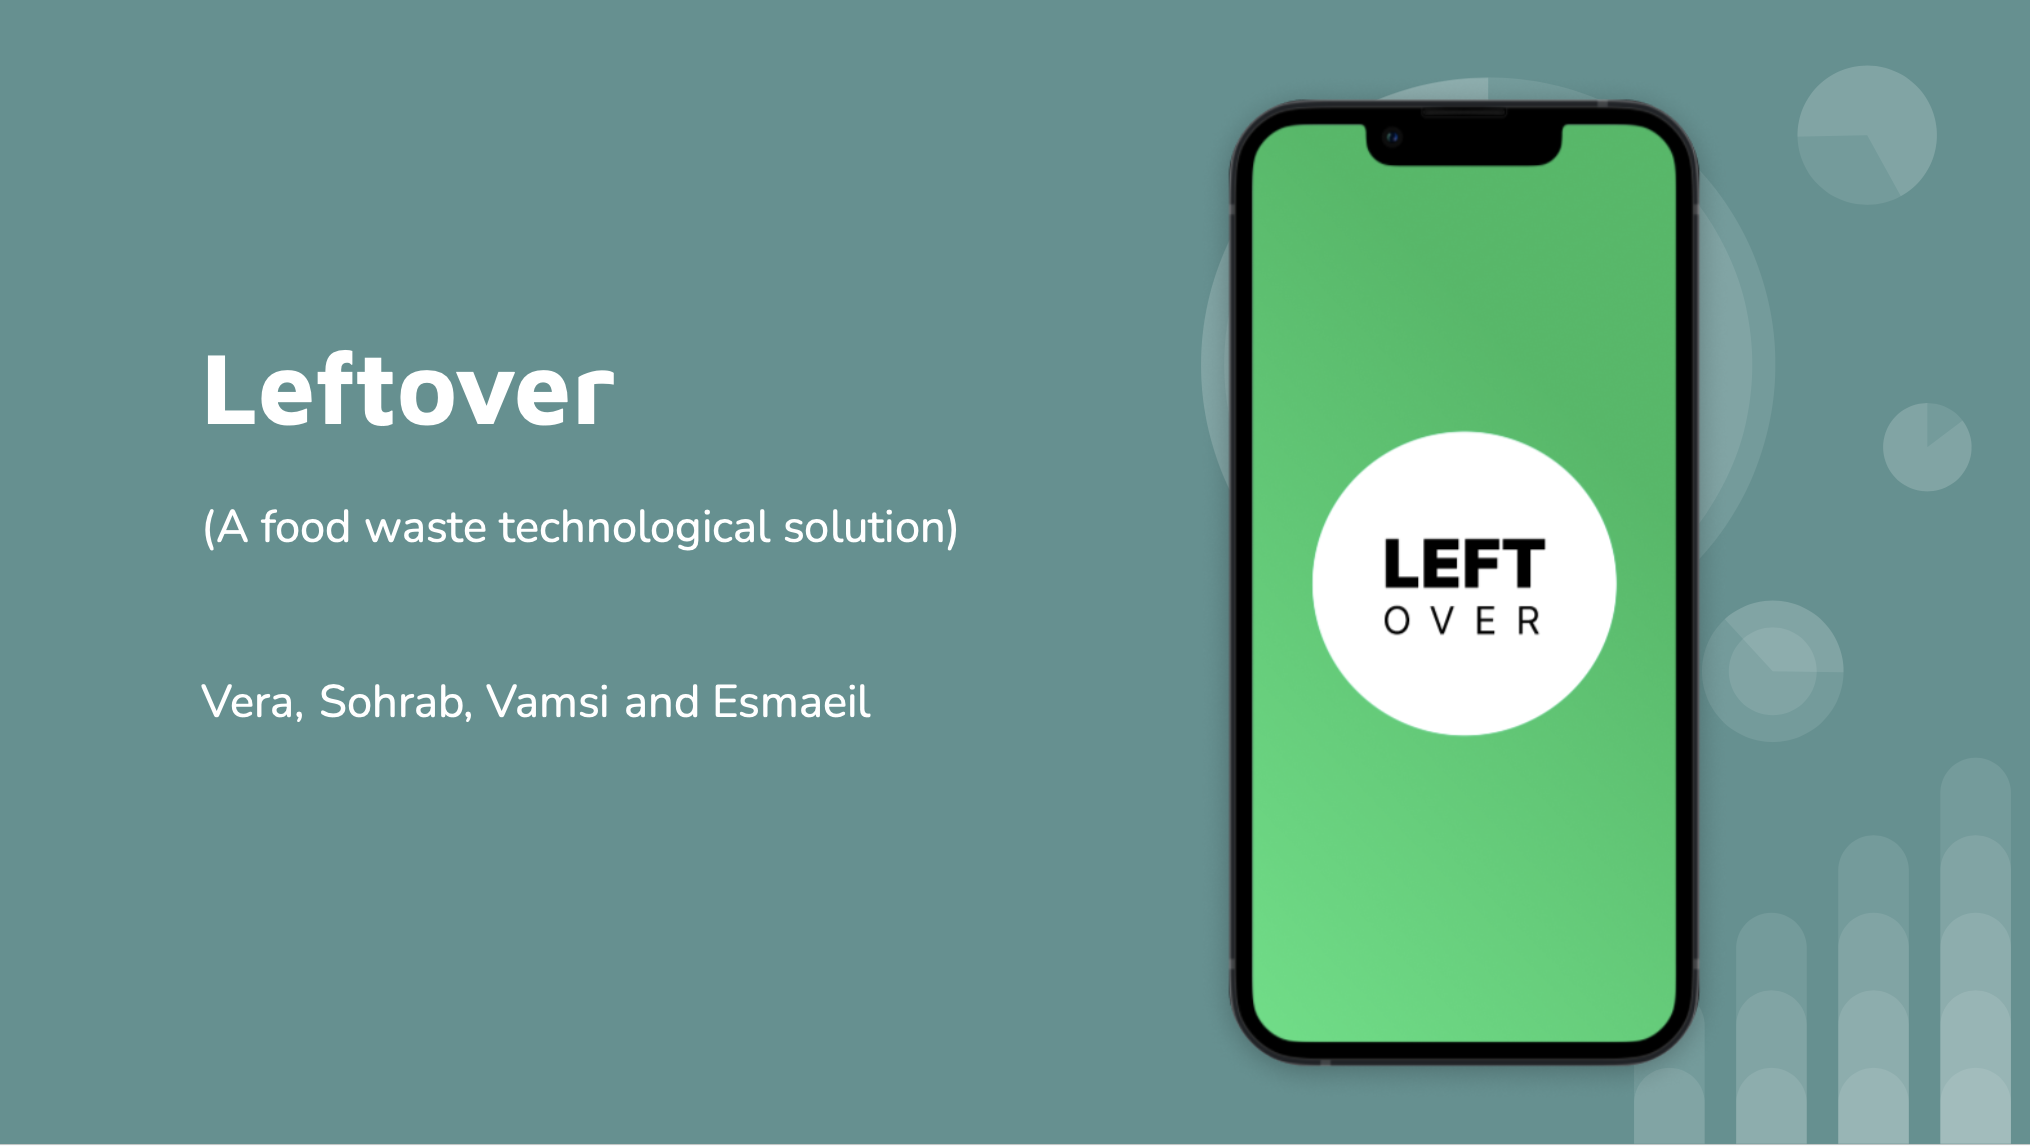 Leftover
(A food waste technological solution)
Vera, Sohrab, Vamsi and Esmaeil
LEFT
OVER